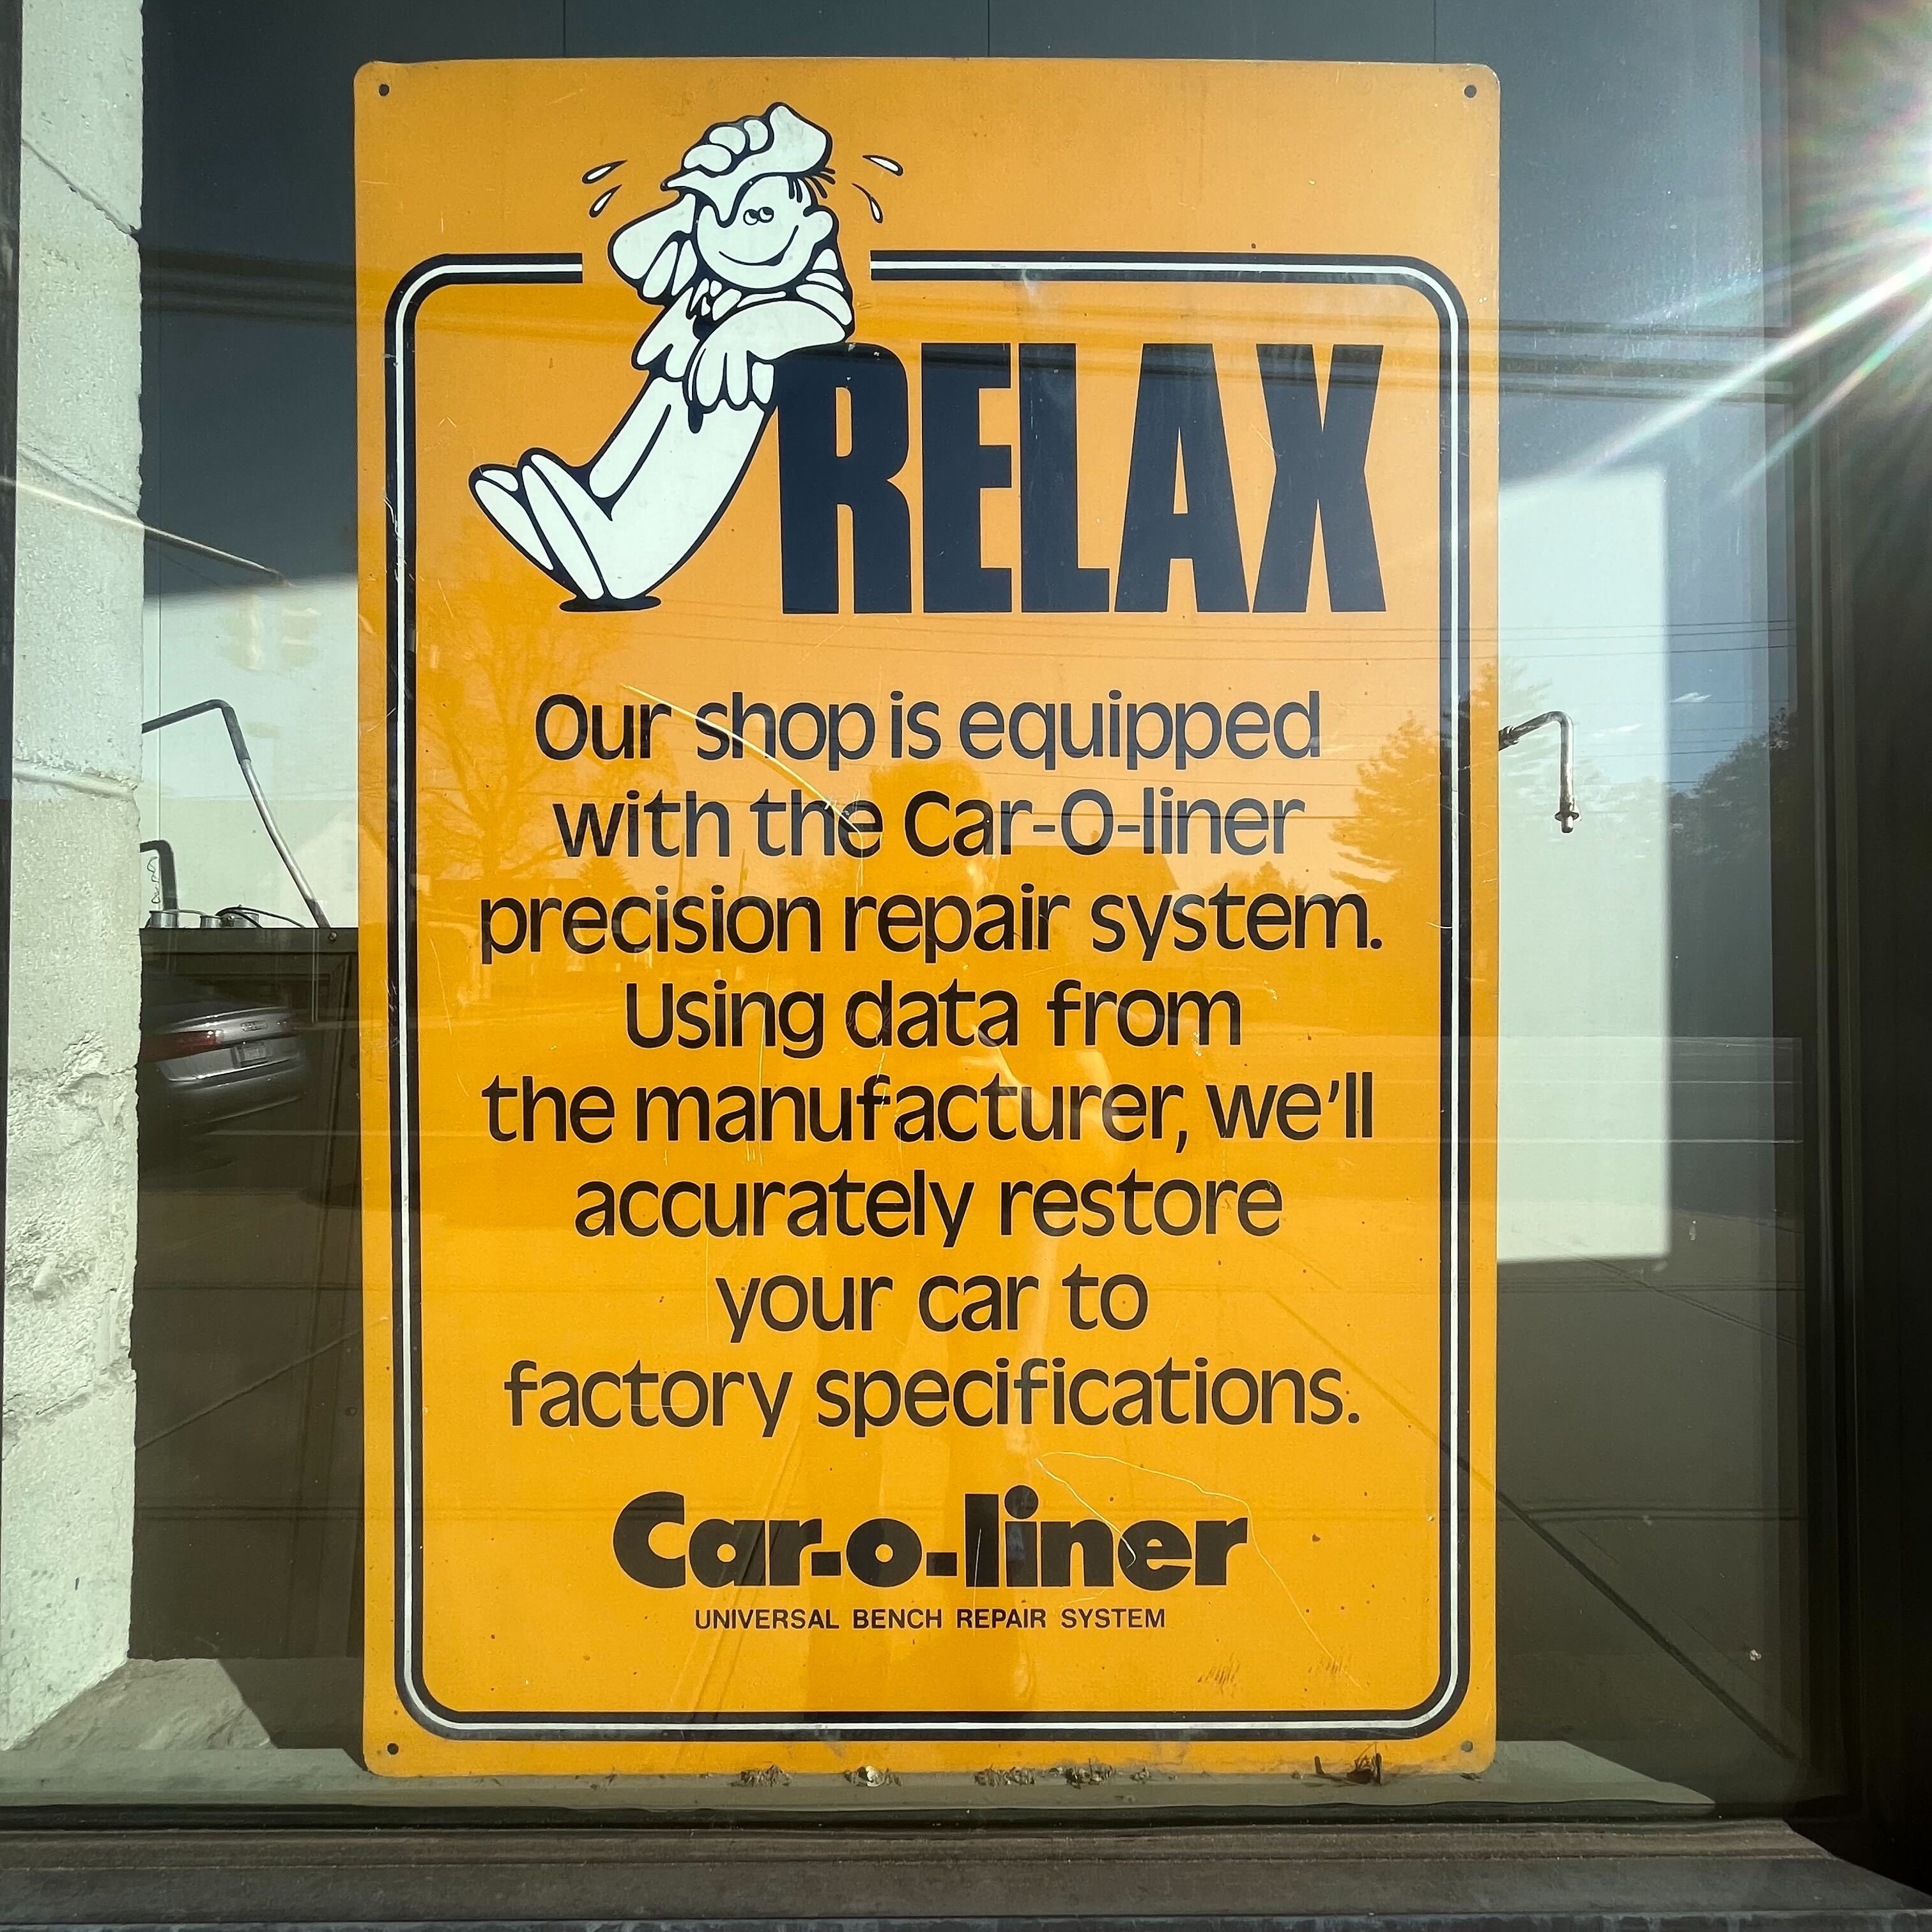 RELAX
Our shop is equipped
with the Car-O-liner
precision repair system.
Using data from
the manufacturer, we'll
accurately restore
your car to
factory specifications.
Car-o-liner
UNIVERSAL BENCH REPAIR SYSTEM